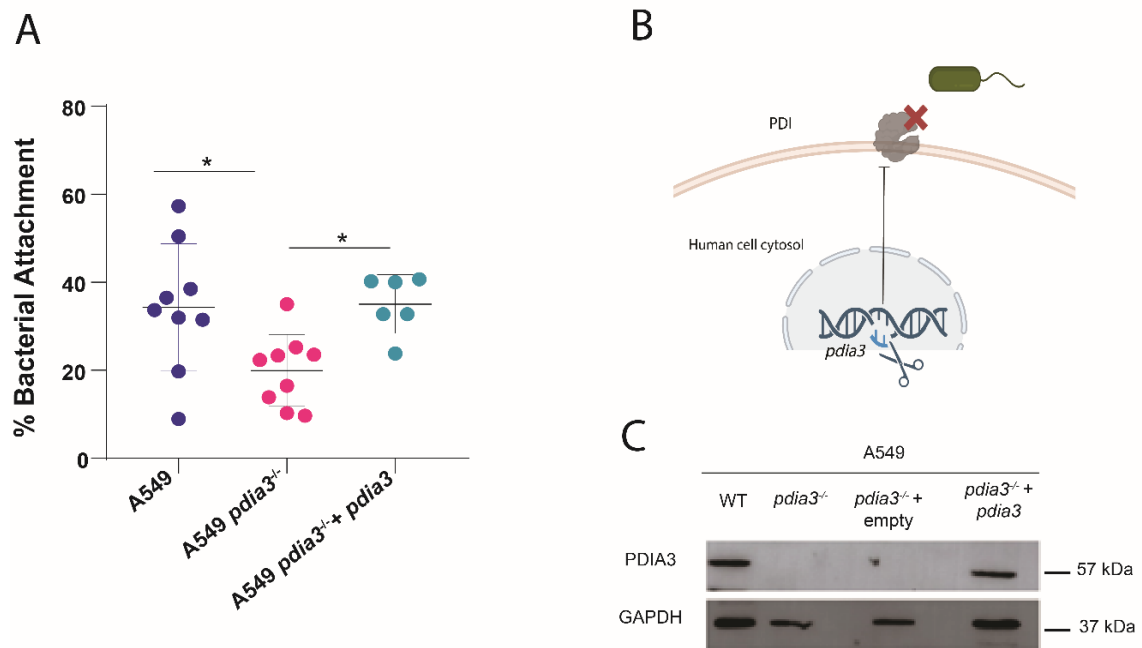 A
80
60
40
20
0
% Bacterial Attachment
*
*
A549
A549 pdia3-/-
A549 pdia3-/-+ pdia3
B
PDI
Human cell cytosol
pdia3
C
A549
WT
pdia3-/-
pdia3-/- +
empty
pdia3-/- +
pdia3
PDIA3
57 kDa
GAPDH
37 kDa